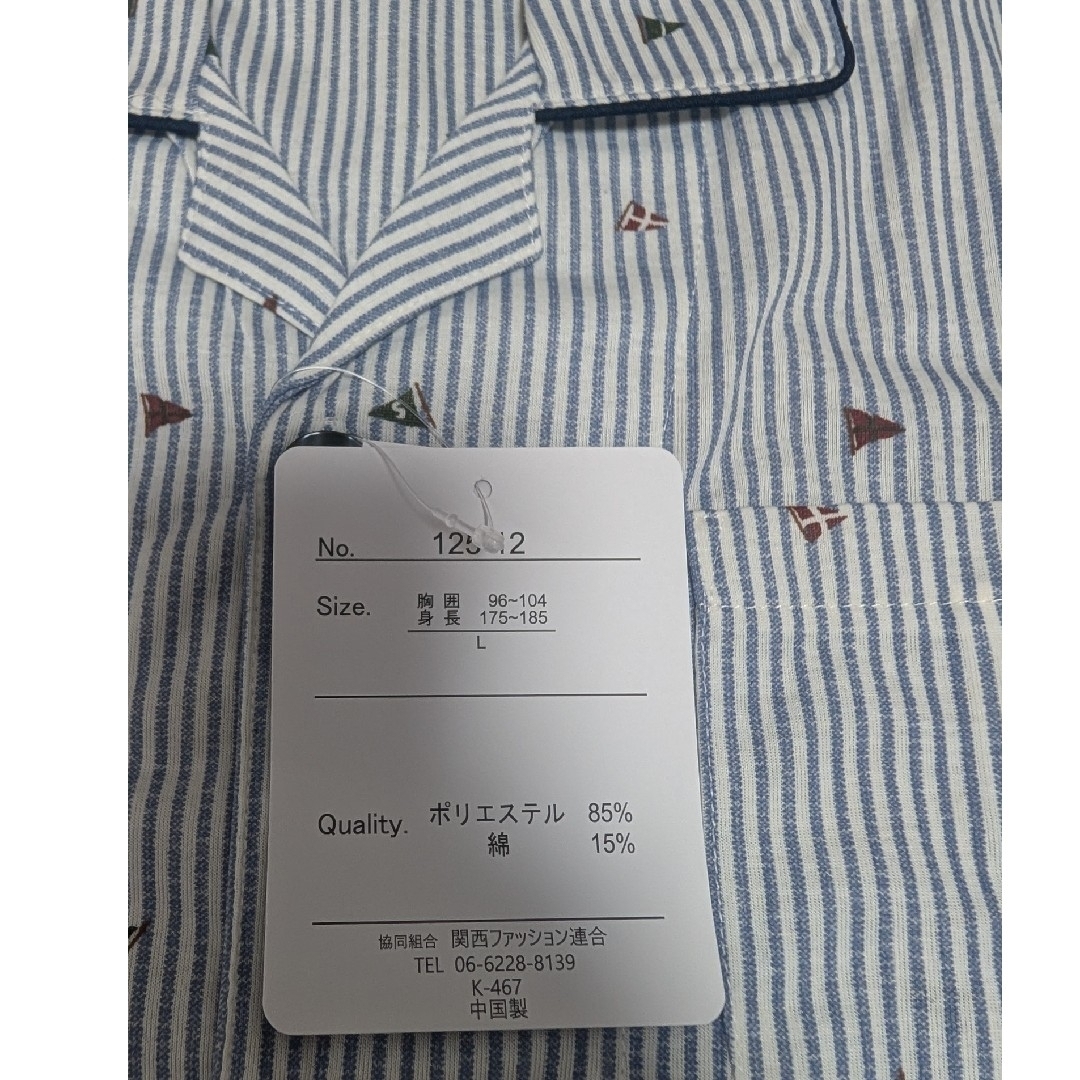 No.
Size. 胸囲 96~104
身長 175~185
L
Quality. ポリエステル 85%
綿 15%
協同組合 関西ファッション連合
TEL 06-6228-8139
K-467
中国製